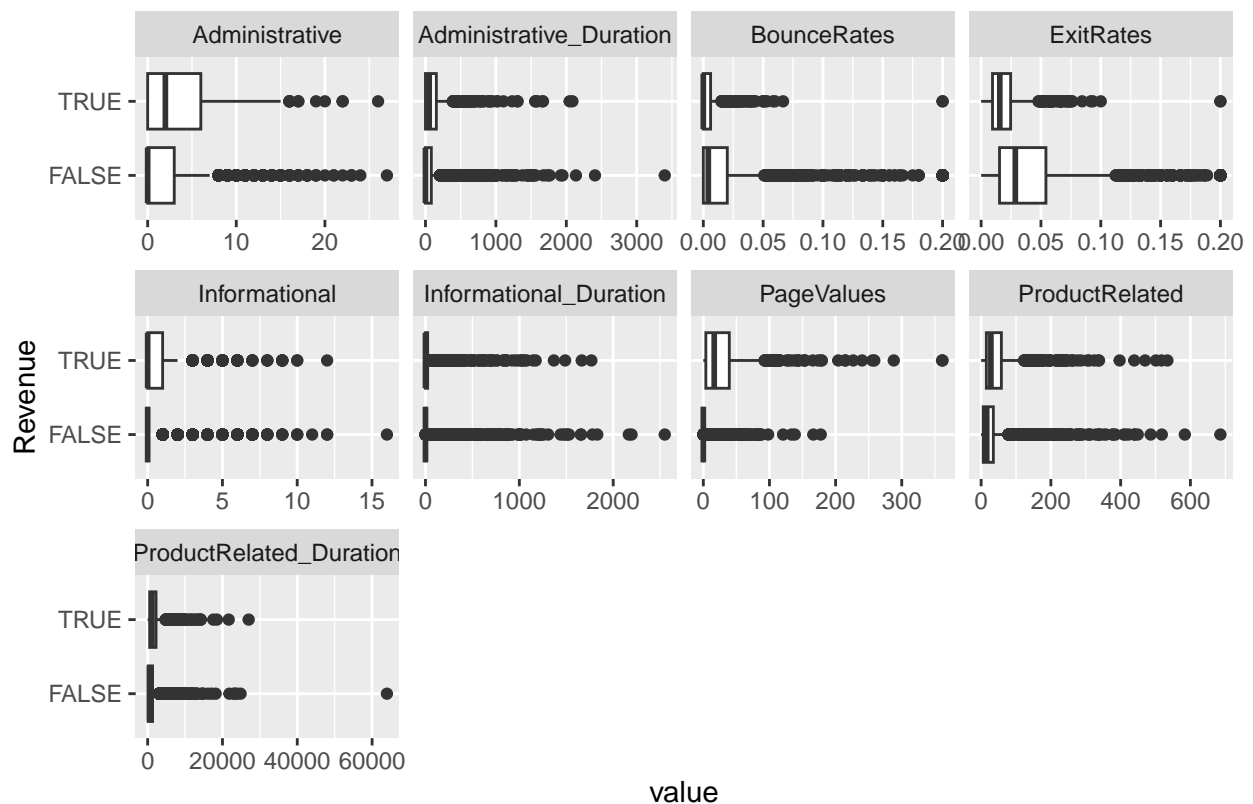 Administrative
Administrative_Duration
BounceRates
ExitRates
TRUE
FALSE
0 10 20
0 1000 2000 3000
0.00 0.05 0.10 0.15 0.20
0.00 0.05 0.10 0.15 0.20
Informational
Informational_Duration
PageValues
ProductRelated
Revenue
TRUE
FALSE
0 5 10 15
0 1000 2000
0 100 200 300
0 200 400 600
ProductRelated_Duration
TRUE
FALSE
0 20000 40000 60000
value